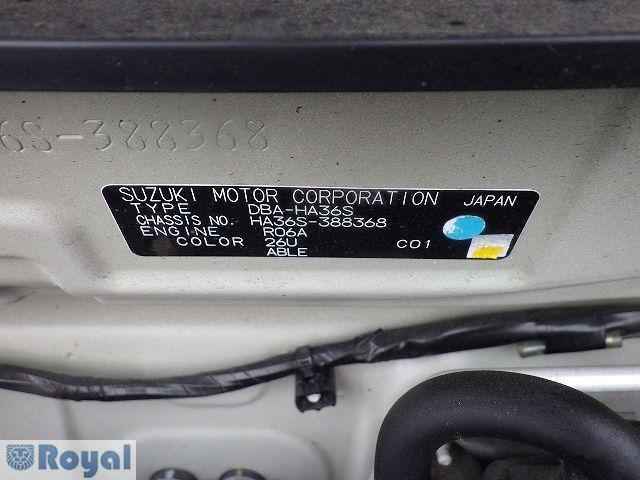 6S-388368
SUZUKI MOTOR CORPORATION JAPAN
TYPE DBA-HA36S
CHASSIS NO. HA36S-388368
ENGINE R06A
COLOR 26U C01
ABLE
Royal